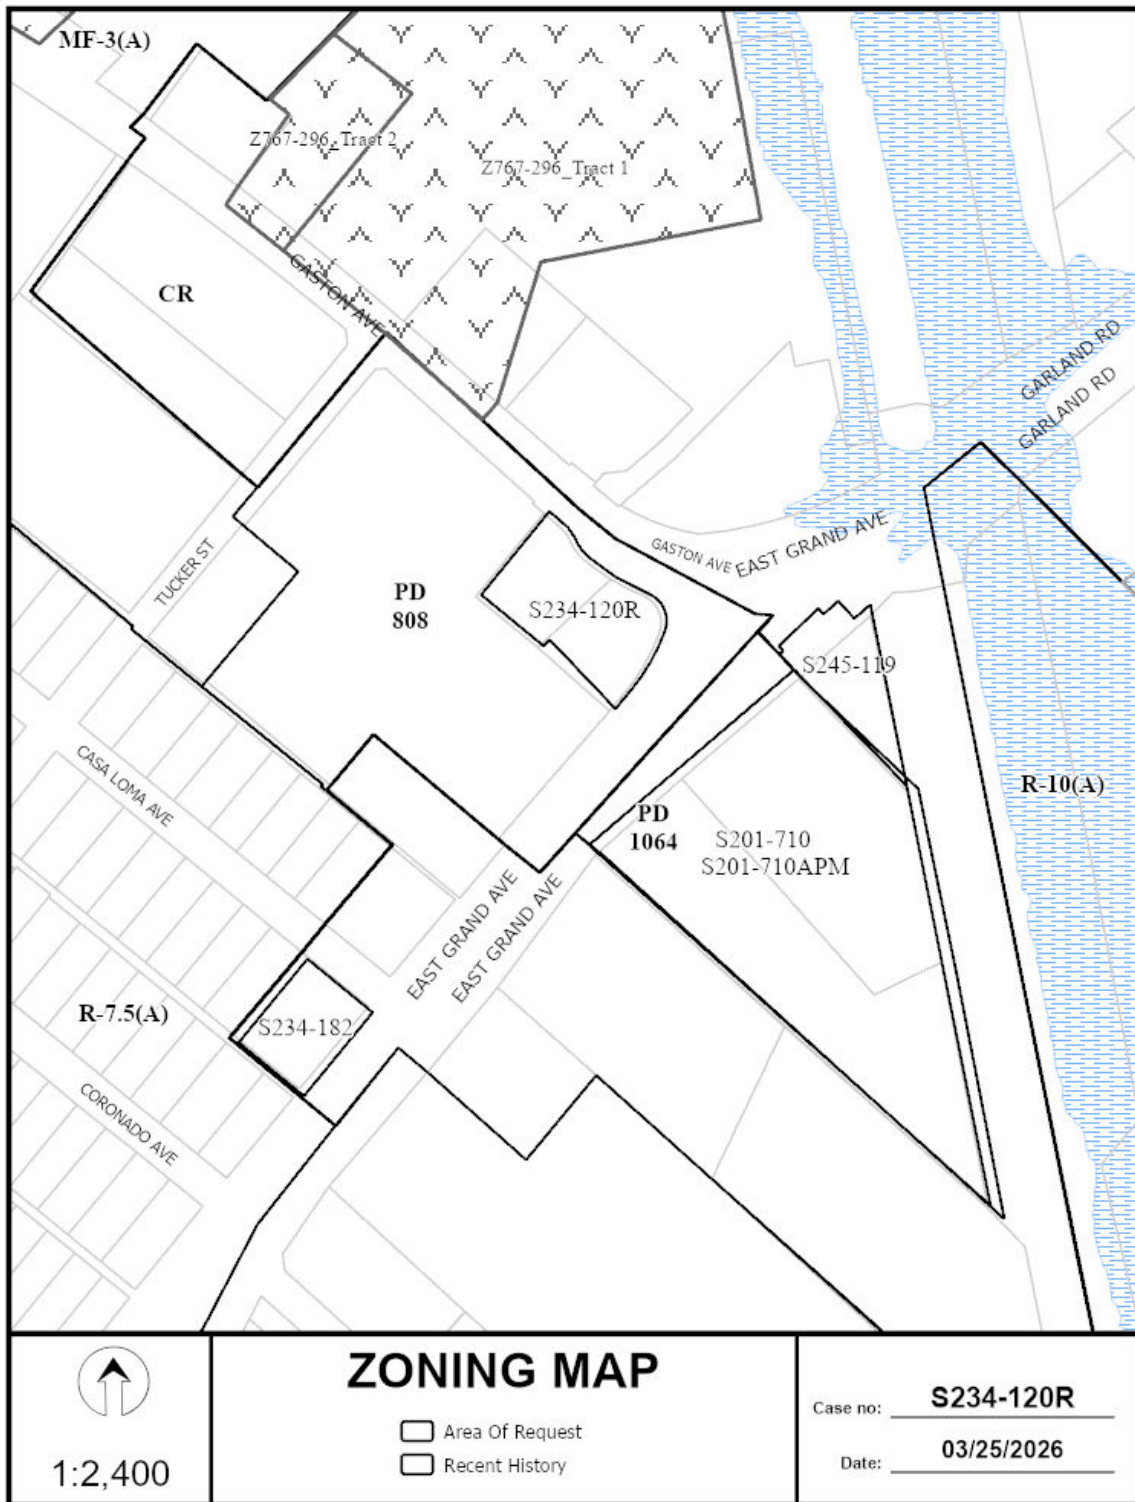 MF-3(A)
Z767-296_Tract 2
Z767-296_Tract 1
CR
GASTON AVE
GARLAND RD
GARLAND RD
TUCKER ST
PD
808
S234-120R
GASTON AVE
EAST GRAND AVE
S245-119
CASA LOMA AVE
PD
1064
S201-710
S201-710APM
R-10(A)
EAST GRAND AVE
EAST GRAND AVE
R-7.5(A)
S234-182
CORONADO AVE
1:2,400
ZONING MAP
Area Of Request
Recent History
Case no: S234-120R
Date: 03/25/2026